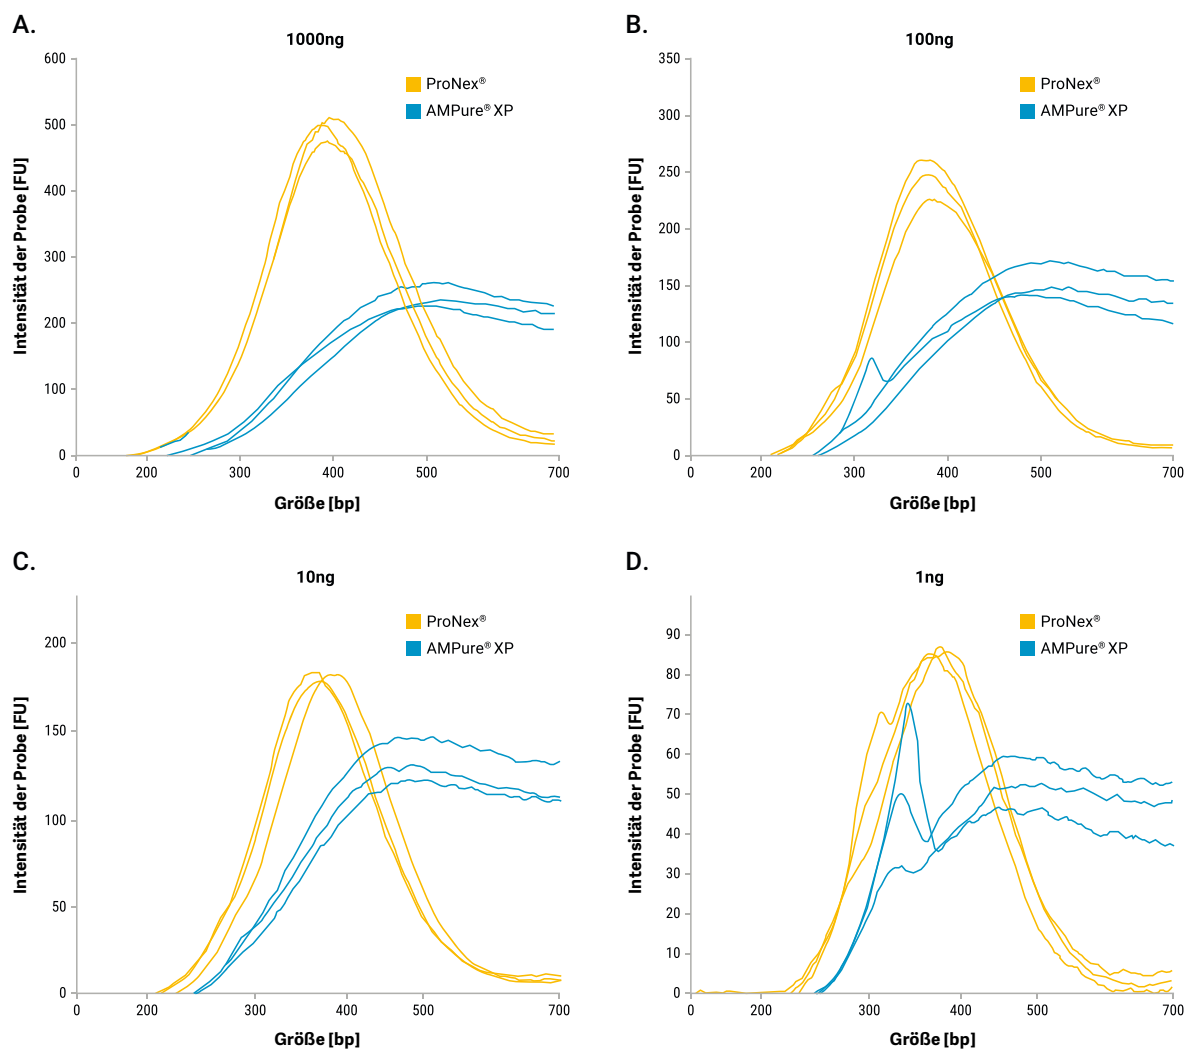 A.
1000ng
600
500
400
300
200
100
0
Intensität der Probe [FU]
ProNex®
AMPure® XP
0 200 300 400 500 700
Größe [bp]
B.
100ng
350
300
250
200
150
100
50
0
Intensität der Probe [FU]
ProNex®
AMPure® XP
0 200 300 400 500 700
Größe [bp]
C.
10ng
200
150
100
50
0
Intensität der Probe [FU]
ProNex®
AMPure® XP
0 200 300 400 500 700
Größe [bp]
D.
1ng
90
80
70
60
50
40
30
20
10
0
Intensität der Probe [FU]
ProNex®
AMPure® XP
0 200 300 400 500 700
Größe [bp]